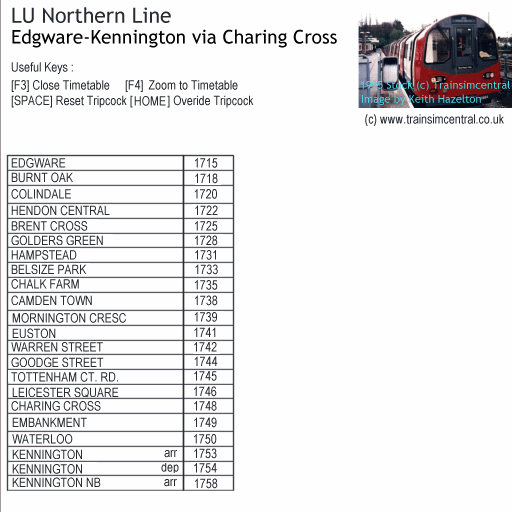 LU Northern Line
Edgware-Kennington via Charing Cross
Useful Keys :
[F3] Close Timetable [F4] Zoom to Timetable
[SPACE] Reset Tripcock [HOME] Overide Tripcock
1995 Stock (c) Trainsimcentral
Image by Keith Hazelton
(c) www.trainsimcentral.co.uk
EDGWARE 1715
BURNT OAK 1718
COLINDALE 1720
HENDON CENTRAL 1722
BRENT CROSS 1725
GOLDERS GREEN 1728
HAMPSTEAD 1731
BELSIZE PARK 1733
CHALK FARM 1735
CAMDEN TOWN 1738
MORNINGTON CRESC 1739
EUSTON 1741
WARREN STREET 1742
GOODGE STREET 1744
TOTTENHAM CT. RD. 1745
LEICESTER SQUARE 1746
CHARING CROSS 1748
EMBANKMENT 1749
WATERLOO 1750
KENNINGTON arr 1753
KENNINGTON dep 1754
KENNINGTON NB arr 1758